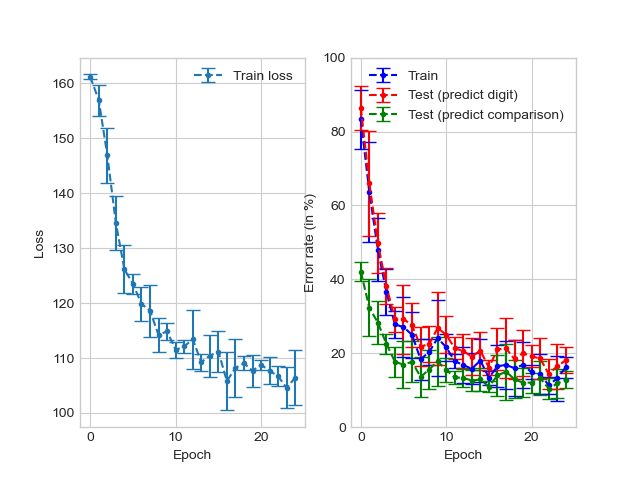 Train loss
160
150
140
130
120
110
100
Loss
0
10
20
Epoch
Train
Test (predict digit)
Test (predict comparison)
100
80
60
40
20
0
Error rate (in %)
0
10
20
Epoch